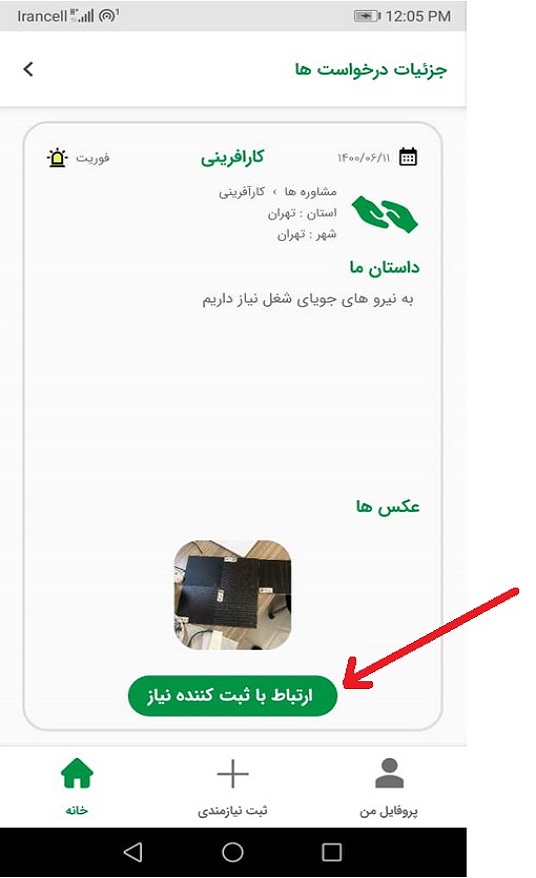 Irancell 12:05 PM
جزئیات درخواست ها
۱۴۰۰/۰۶/۱۱ کارافرینی فوریت
مشاوره ها › کارآفرینی
استان : تهران
شهر : تهران
داستان ما
به نیرو های جویای شغل نیاز داریم
عکس ها
ارتباط با ثبت کننده نیاز
پروفایل من ثبت نیازمندی خانه